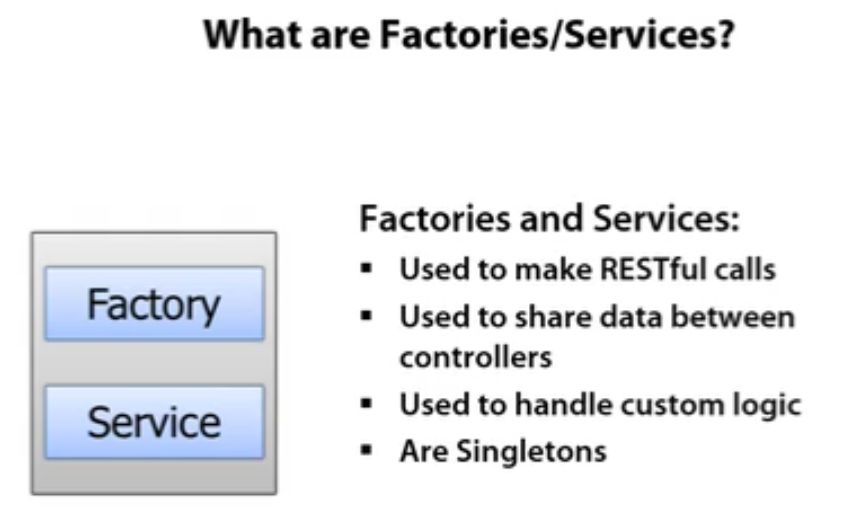 What are Factories/Services?
Factory
Service
Factories and Services:
▪ Used to make RESTful calls
▪ Used to share data between
controllers
▪ Used to handle custom logic
▪ Are Singletons